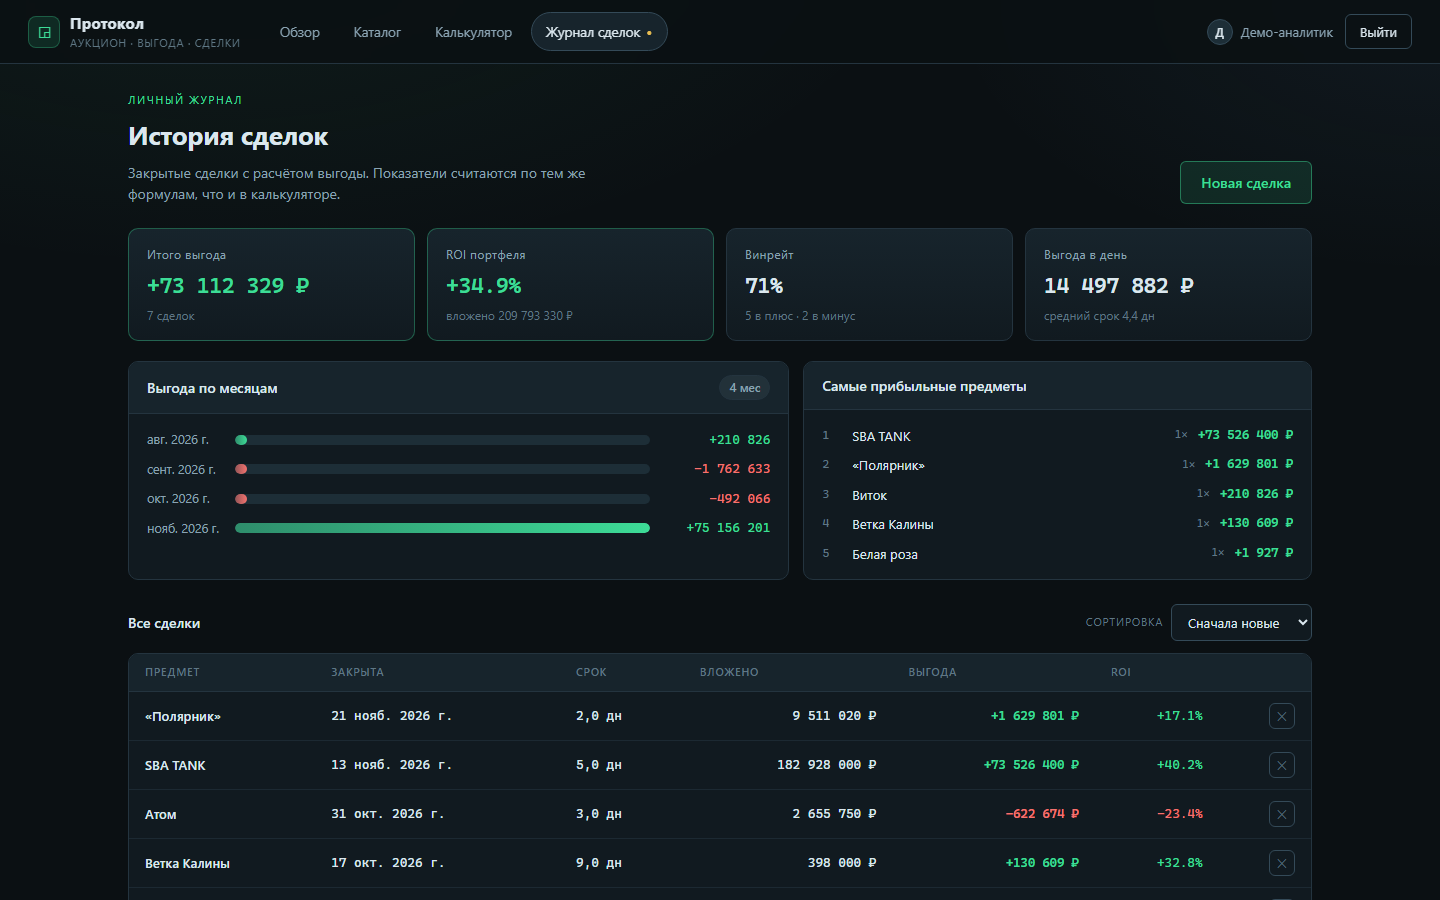 Протокол
АУКЦИОН · ВЫГОДА · СДЕЛКИ
Обзор
Каталог
Калькулятор
Журнал сделок
Д
Демо-аналитик
Выйти
ЛИЧНЫЙ ЖУРНАЛ
История сделок
Закрытые сделки с расчётом выгоды. Показатели считаются по тем же
формулам, что и в калькуляторе.
Новая сделка
Итого выгода
+73 112 329 ₽
7 сделок
ROI портфеля
+34.9%
вложено 209 793 330 ₽
Винрейт
71%
5 в плюс · 2 в минус
Выгода в день
14 497 882 ₽
средний срок 4,4 дн
Выгода по месяцам
4 мес
авг. 2026 г. +210 826
сент. 2026 г. −1 762 633
окт. 2026 г. −492 066
нояб. 2026 г. +75 156 201
Самые прибыльные предметы
1 SBA TANK 1× +73 526 400 ₽
2 «Полярник» 1× +1 629 801 ₽
3 Виток 1× +210 826 ₽
4 Ветка Калины 1× +130 609 ₽
5 Белая роза 1× +1 927 ₽
Все сделки
СОРТИРОВКА
Сначала новые
ПРЕДМЕТ ЗАКРЫТА СРОК ВЛОЖЕНО ВЫГОДА ROI
«Полярник» 21 нояб. 2026 г. 2,0 дн 9 511 020 ₽ +1 629 801 ₽ +17.1%
SBA TANK 13 нояб. 2026 г. 5,0 дн 182 928 000 ₽ +73 526 400 ₽ +40.2%
Атом 31 окт. 2026 г. 3,0 дн 2 655 750 ₽ −622 674 ₽ −23.4%
Ветка Калины 17 окт. 2026 г. 9,0 дн 398 000 ₽ +130 609 ₽ +32.8%